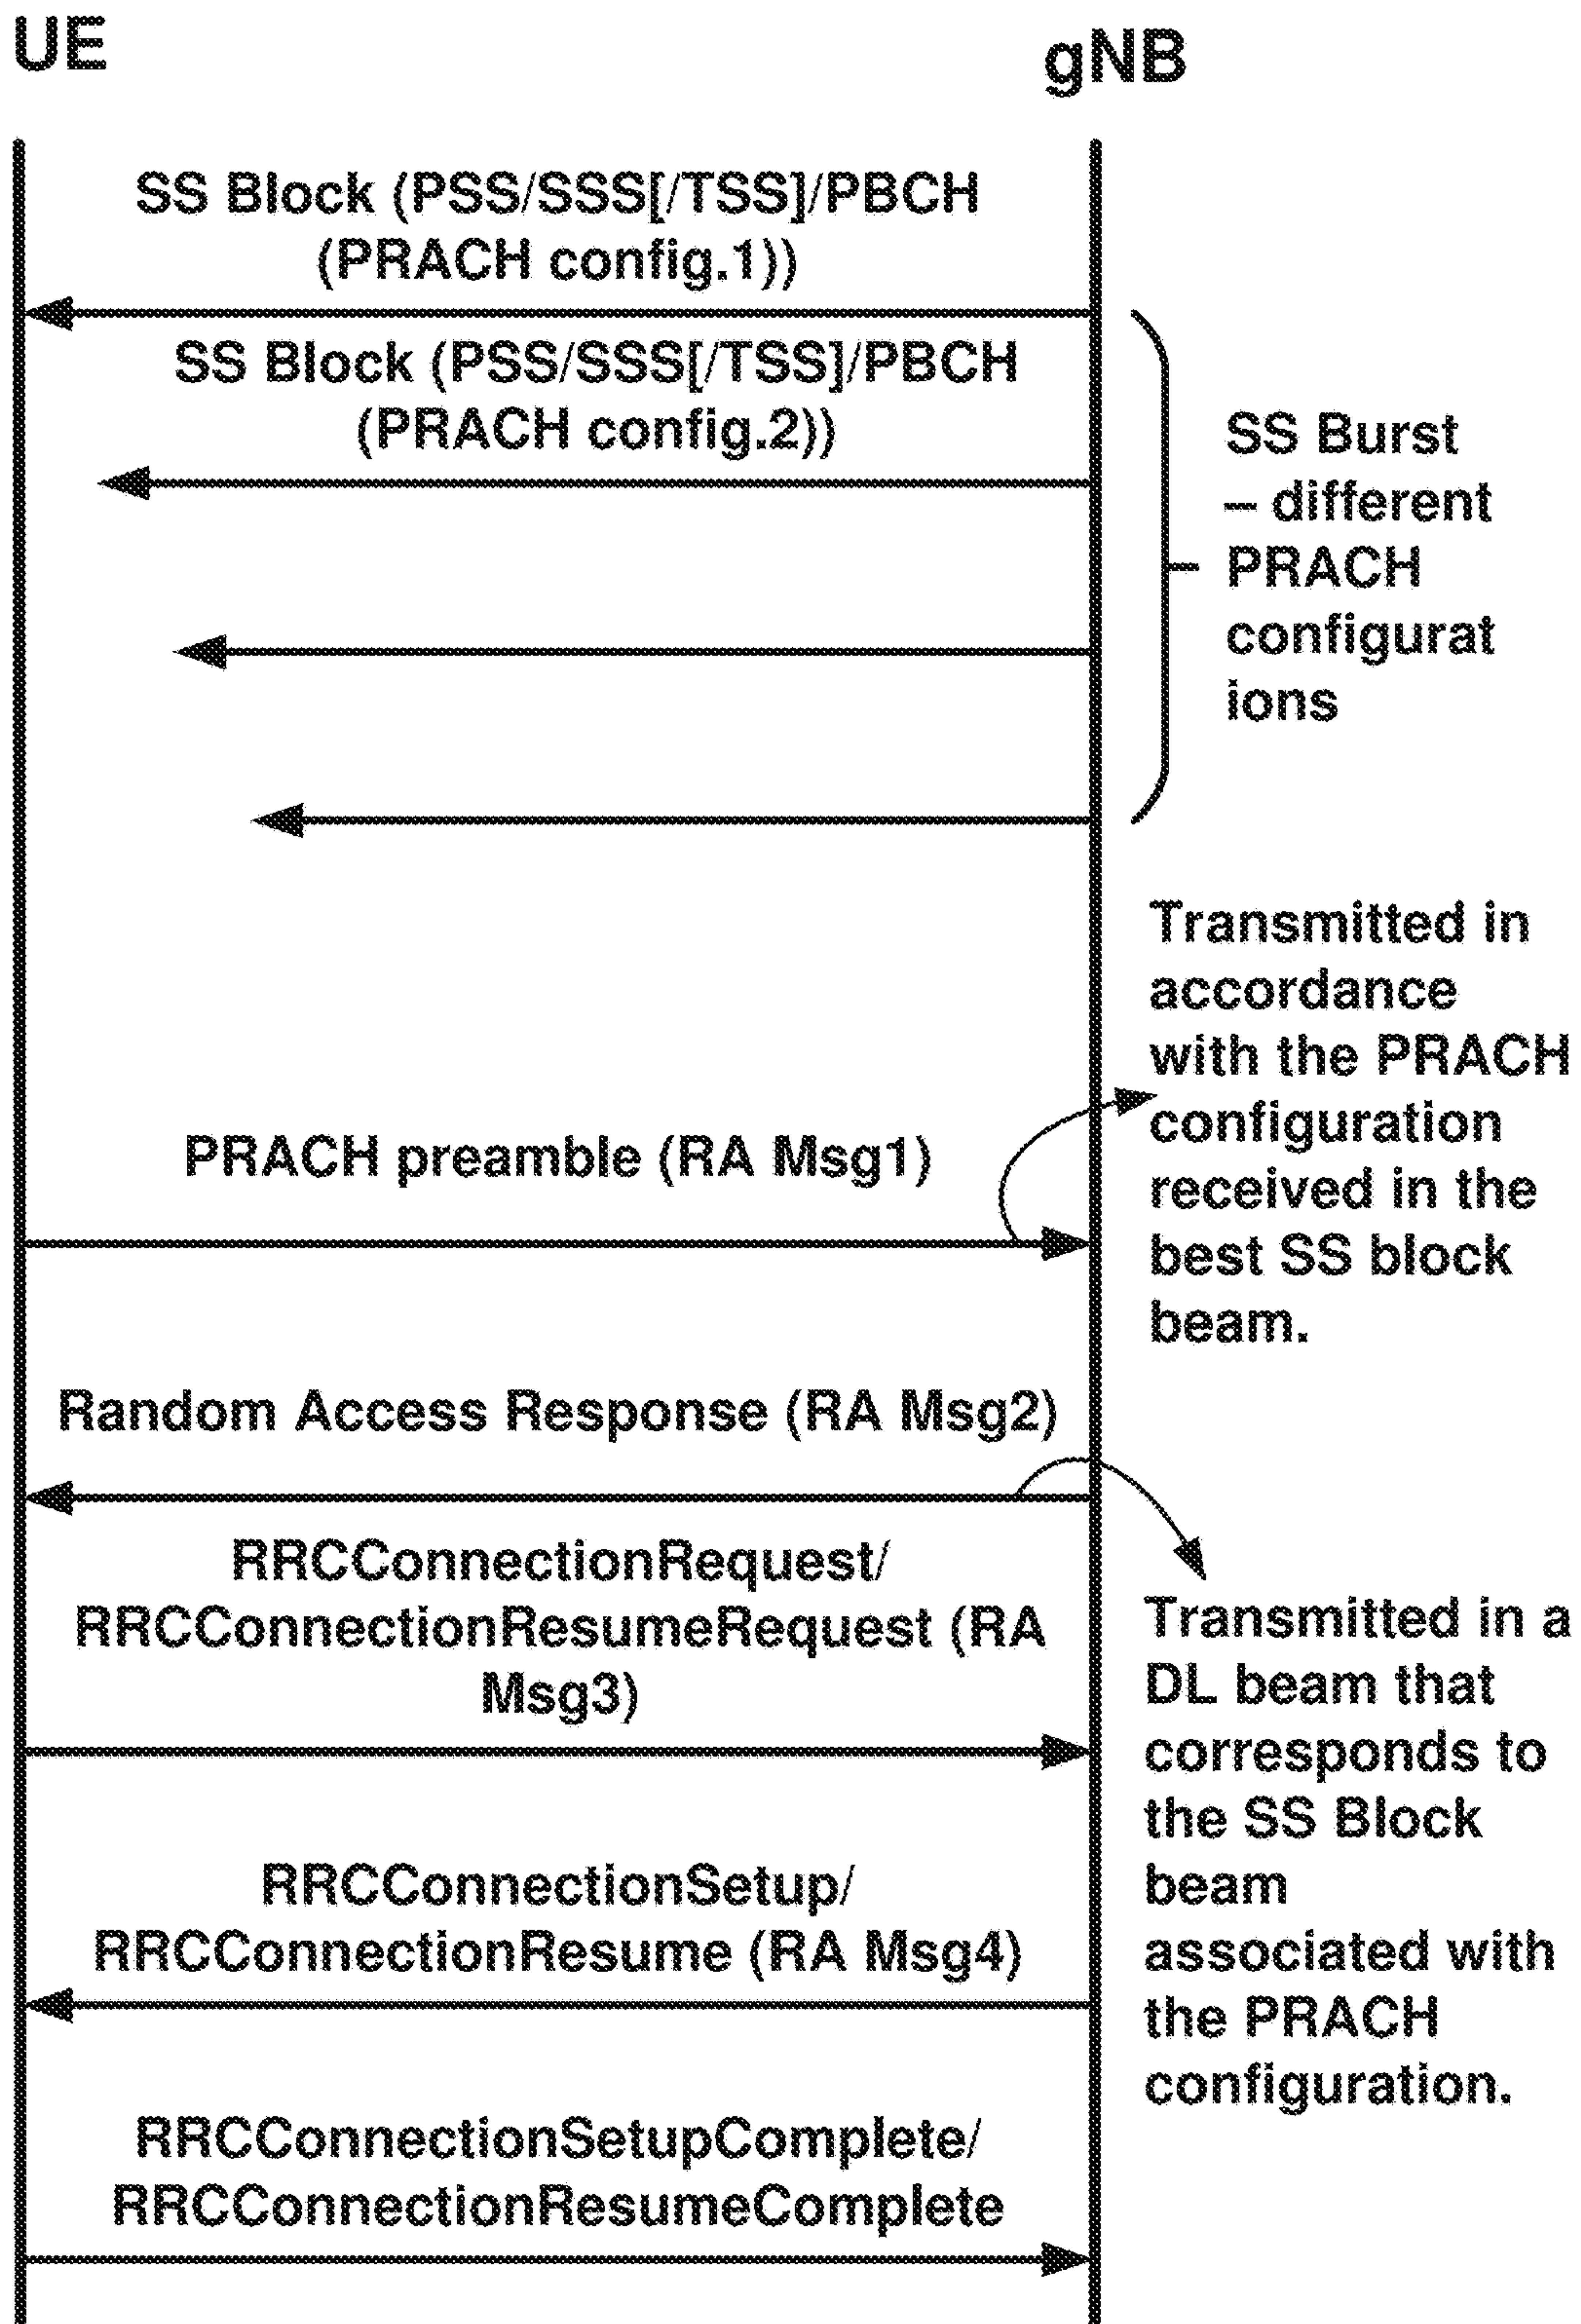 UE
gNB
SS Block (PSS/SSS[/TSS]/PBCH
(PRACH config.1))
SS Block (PSS/SSS[/TSS]/PBCH
(PRACH config.2))
SS Burst
– different
PRACH
configurat
ions
Transmitted in
accordance
with the PRACH
configuration
received in the
best SS block
beam.
PRACH preamble (RA Msg1)
Random Access Response (RA Msg2)
RRCConnectionRequest/
RRCConnectionResumeRequest (RA
Msg3)
Transmitted in a
DL beam that
corresponds to
the SS Block
beam
associated with
the PRACH
configuration.
RRCConnectionSetup/
RRCConnectionResume (RA Msg4)
RRCConnectionSetupComplete/
RRCConnectionResumeComplete